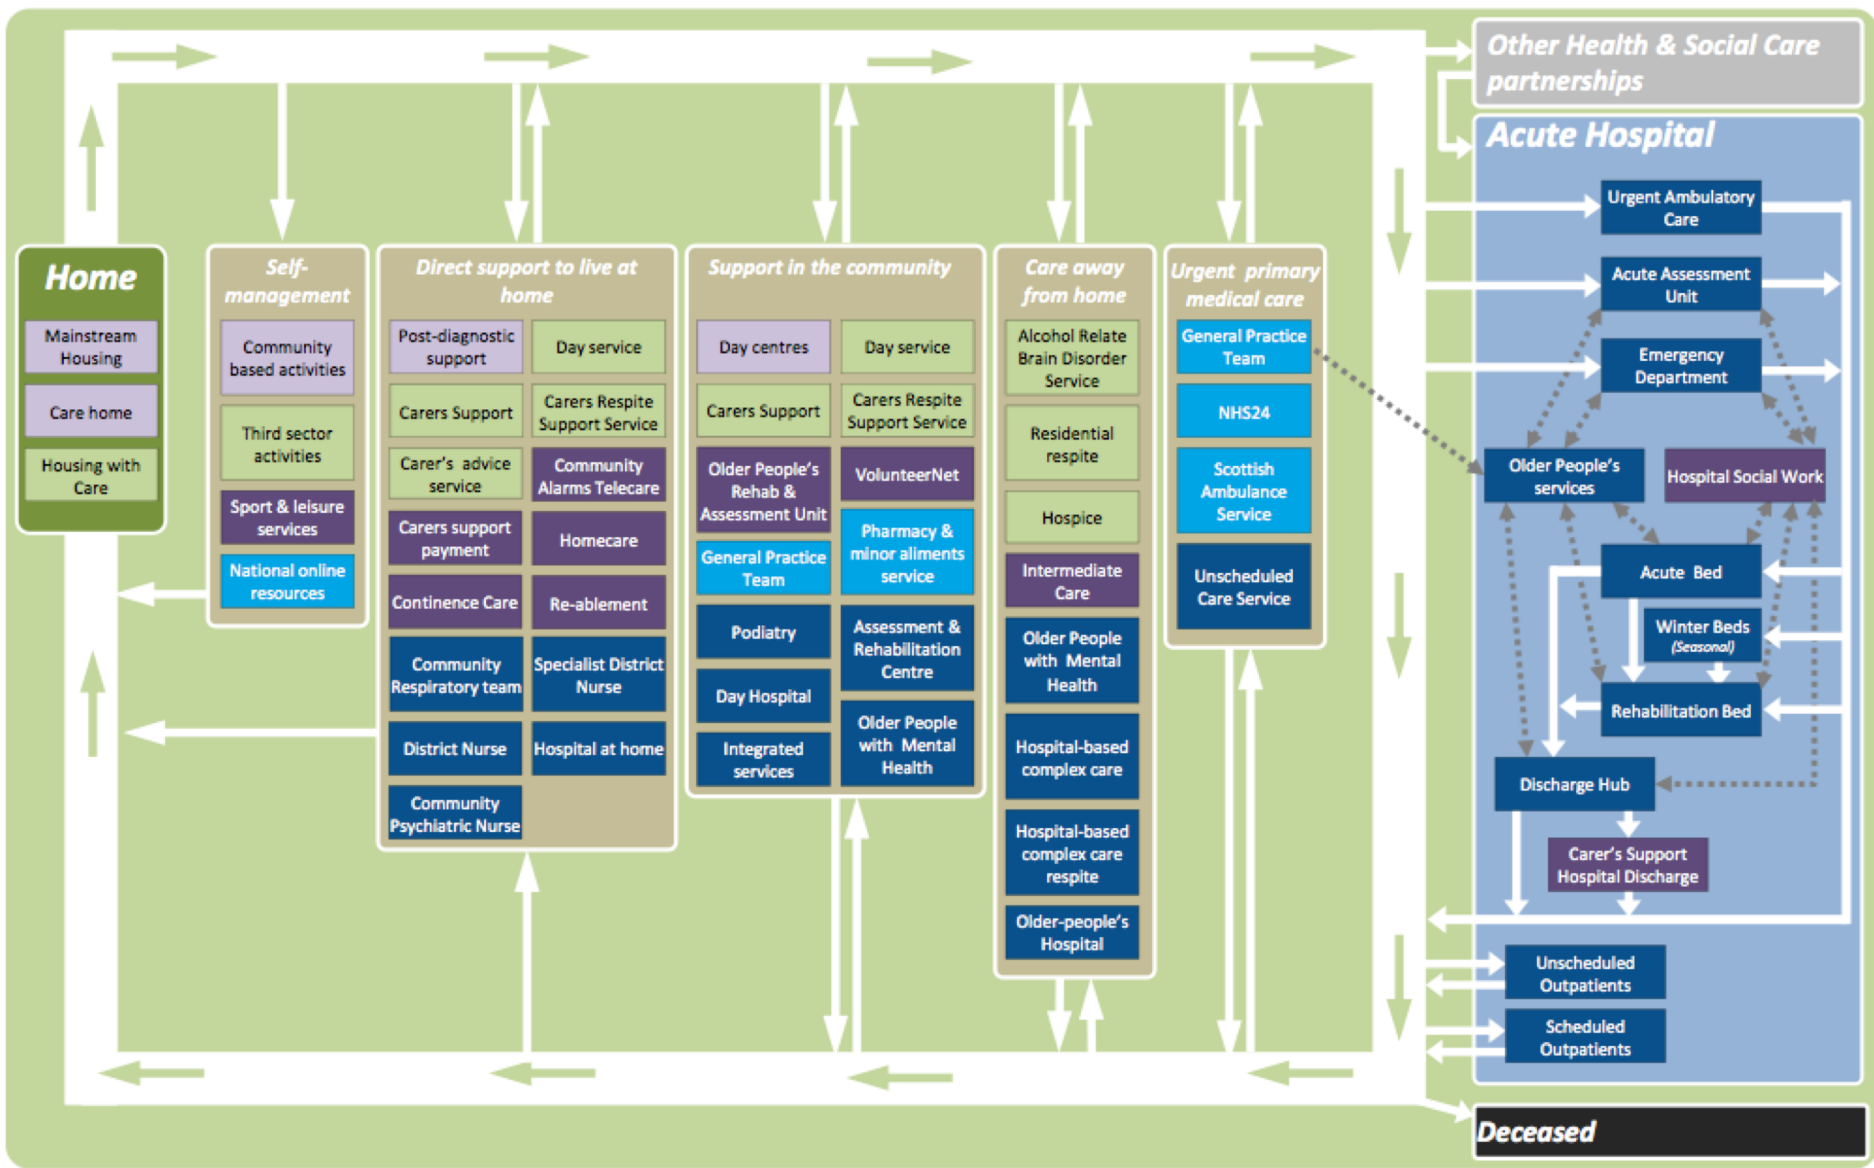 Other Health & Social Care
partnerships
Acute Hospital
Urgent Ambulatory
Care
Acute Assessment
Unit
Emergency
Department
Older People's
services
Hospital Social Work
Acute Bed
Winter Beds
(Seasonal)
Rehabilitation Bed
Discharge Hub
Carer's Support
Hospital Discharge
Unscheduled
Outpatients
Scheduled
Outpatients
Deceased
Home
Mainstream
Housing
Care home
Housing with
Care
Self-
management
Community
based activities
Third sector
activities
Sport & leisure
services
National online
resources
Direct support to live at
home
Post-diagnostic
support
Day service
Carers Support
Carers Respite
Support Service
Carer's advice
service
Community
Alarms Telecare
Carers support
payment
Homecare
Continence Care
Re-ablement
Community
Respiratory team
Specialist District
Nurse
District Nurse
Hospital at home
Community
Psychiatric Nurse
Support in the community
Day centres
Day service
Carers Support
Carers Respite
Support Service
Older People's
Rehab &
Assessment Unit
VolunteerNet
General Practice
Team
Pharmacy &
minor aliments
service
Podiatry
Assessment &
Rehabilitation
Centre
Day Hospital
Integrated
services
Older People
with Mental
Health
Care away
from home
Alcohol Relate
Brain Disorder
Service
Residential
respite
Hospice
Intermediate
Care
Older People
with Mental
Health
Hospital-based
complex care
Hospital-based
complex care
respite
Older-people's
Hospital
Urgent primary
medical care
General Practice
Team
NHS24
Scottish
Ambulance
Service
Unscheduled
Care Service